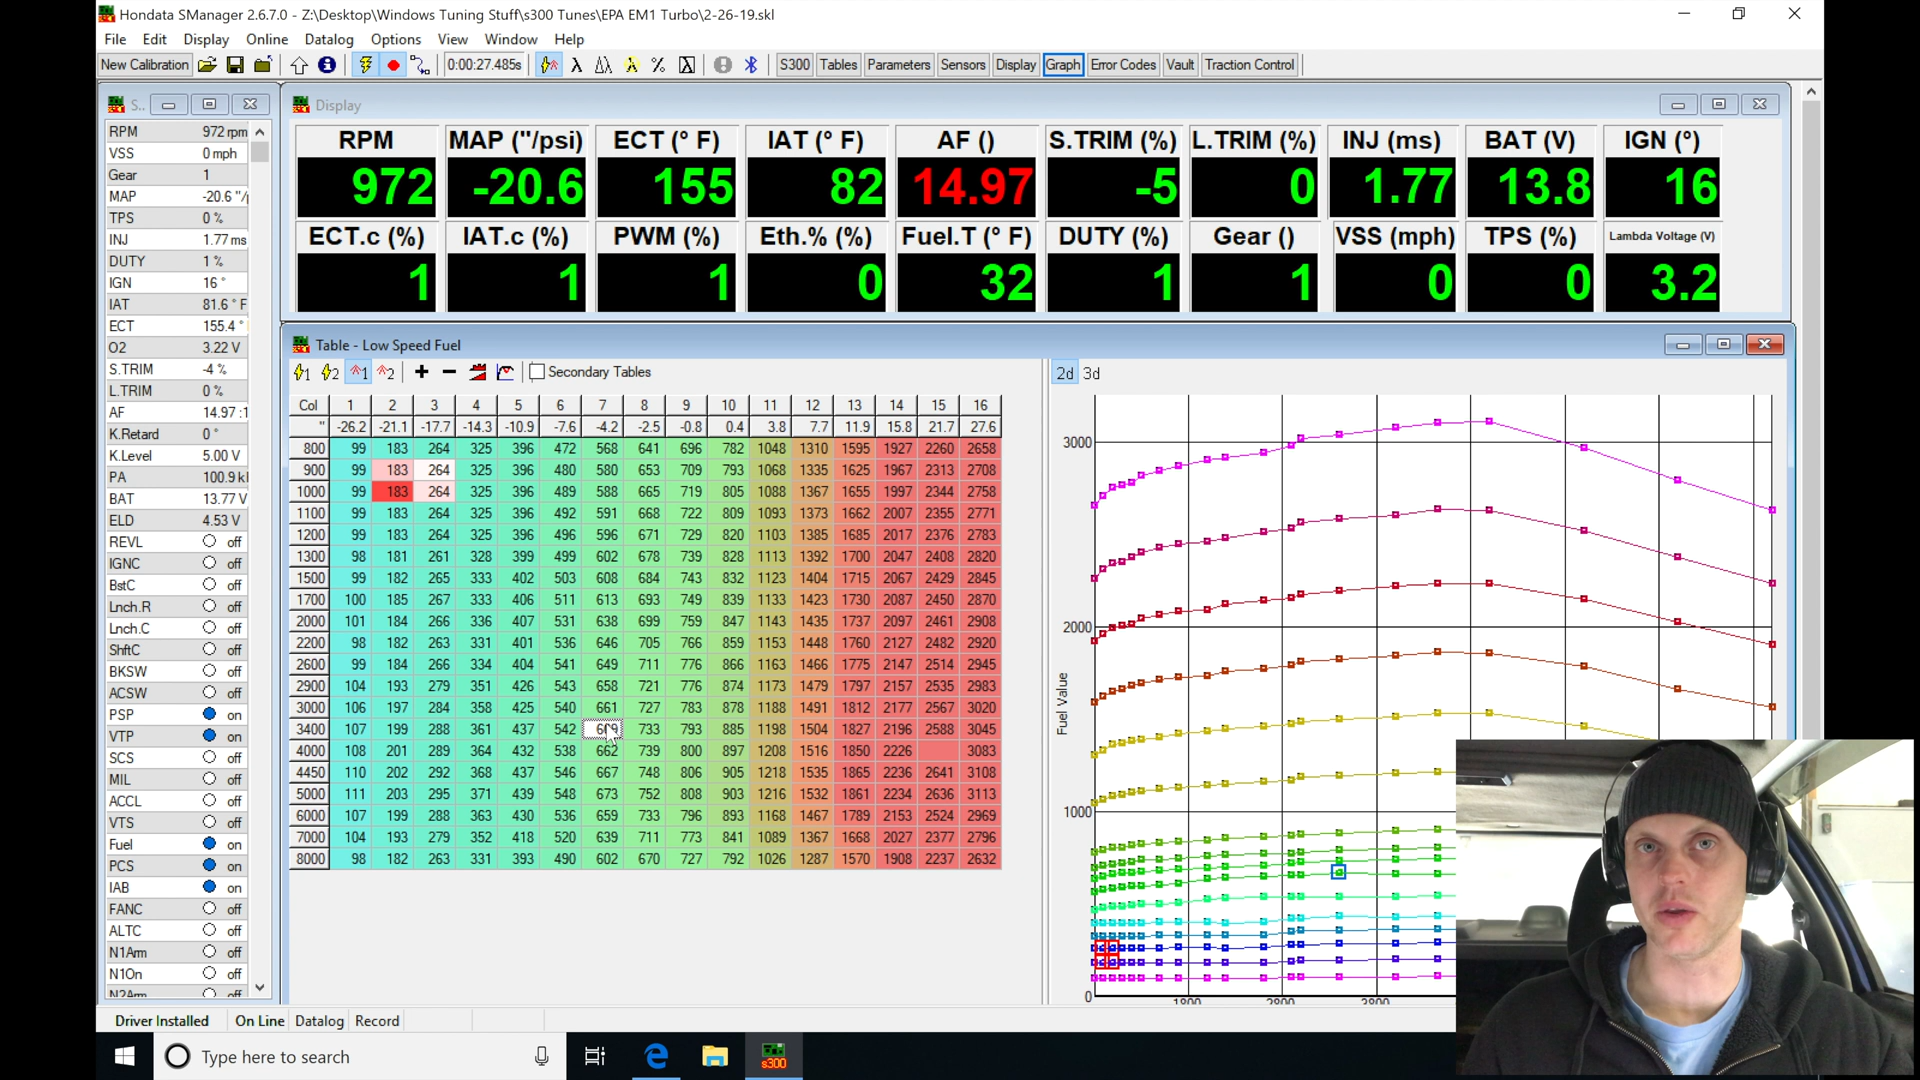 Hondata SManager 2.6.7.0 - Z:\Desktop\Windows Tuning Stuff\s300 Tunes\EPA EM1 Turbo\2-26-19.skl
File Edit Display Online Datalog Options View Window Help
New Calibration 0:00:27.485s λ % S300 Tables Parameters Sensors Display Graph Error Codes Vault Traction Control
S.. Display
RPM 972 rpm
VSS 0 mph
Gear 1
MAP -20.6 "/
TPS 0 %
INJ 1.77 ms
DUTY 1 %
IGN 16 °
IAT 81.6 ° F
ECT 155.4 °
O2 3.22 V
S.TRIM -4 %
L.TRIM 0 %
AF 14.97 :1
K.Retard 0 °
K.Level 5.00 V
PA 100.9 k
BAT 13.77 V
ELD 4.53 V
REVL off
IGNC off
BstC off
Lnch.R off
Lnch.C off
ShftC off
BKSW off
ACSW off
PSP on
VTP on
SCS off
MIL off
ACCL off
VTS off
Fuel on
PCS on
IAB on
FANC off
ALTC off
N1Arm off
N1On off
N2Arm off
RPM MAP ("/psi) ECT (° F) IAT (° F) AF () S.TRIM (%) L.TRIM (%) INJ (ms) BAT (V) IGN (°)
972 -20.6 155 82 14.97 -5 0 1.77 13.8 16
ECT.c (%) IAT.c (%) PWM (%) Eth.% (%) Fuel.T (° F) DUTY (%) Gear () VSS (mph) TPS (%) Lambda Voltage (V)
1 1 1 0 32 1 1 0 0 3.2
Table - Low Speed Fuel
1 2 1 2 + - Secondary Tables 2d 3d
Col 1 2 3 4 5 6 7 8 9 10 11 12 13 14 15 16
" -26.2 -21.1 -17.7 -14.3 -10.9 -7.6 -4.2 -2.5 -0.8 0.4 3.8 7.7 11.9 15.8 21.7 27.6
800 99 183 264 325 396 472 568 641 696 782 1048 1310 1595 1927 2260 2658
900 99 183 264 325 396 480 580 653 709 793 1068 1335 1625 1967 2313 2708
1000 99 183 264 325 396 489 588 665 719 805 1088 1367 1655 1997 2344 2758
1100 99 183 264 325 396 492 591 668 722 809 1093 1373 1662 2007 2355 2771
1200 99 183 264 325 396 496 596 671 729 820 1103 1385 1685 2017 2376 2783
1300 98 181 261 328 399 499 602 678 739 828 1113 1392 1700 2047 2408 2820
1500 99 182 265 333 402 503 608 684 743 832 1123 1404 1715 2067 2429 2845
1700 100 185 267 333 406 511 613 693 749 839 1133 1423 1730 2087 2450 2870
2000 101 184 266 336 407 531 638 699 759 847 1143 1435 1737 2097 2461 2908
2200 98 182 263 331 401 536 646 705 766 859 1153 1448 1760 2127 2482 2920
2600 99 184 266 334 404 541 649 711 776 866 1163 1466 1775 2147 2514 2945
2900 104 193 279 351 426 543 658 721 776 874 1173 1479 1797 2157 2535 2983
3000 106 197 284 358 425 540 661 727 783 878 1188 1491 1812 2177 2567 3020
3400 107 199 288 361 437 542 733 793 885 1198 1504 1827 2196 2588 3045
4000 108 201 289 364 432 538 662 739 800 897 1208 1516 1850 2226 3083
4450 110 202 292 368 437 546 667 748 806 905 1218 1535 1865 2236 2641 3108
5000 111 203 295 371 439 548 673 752 808 903 1216 1532 1861 2234 2636 3113
6000 107 199 288 363 430 536 659 733 796 893 1168 1467 1789 2153 2524 2969
7000 104 193 279 352 418 520 639 711 773 841 1089 1367 1668 2027 2377 2796
8000 98 182 263 331 393 490 602 670 727 792 1026 1287 1570 1908 2237 2632
3000
2000
Fuel Value
1000
0
1800 2800 3800
Driver Installed On Line Datalog Record
Type here to search s300